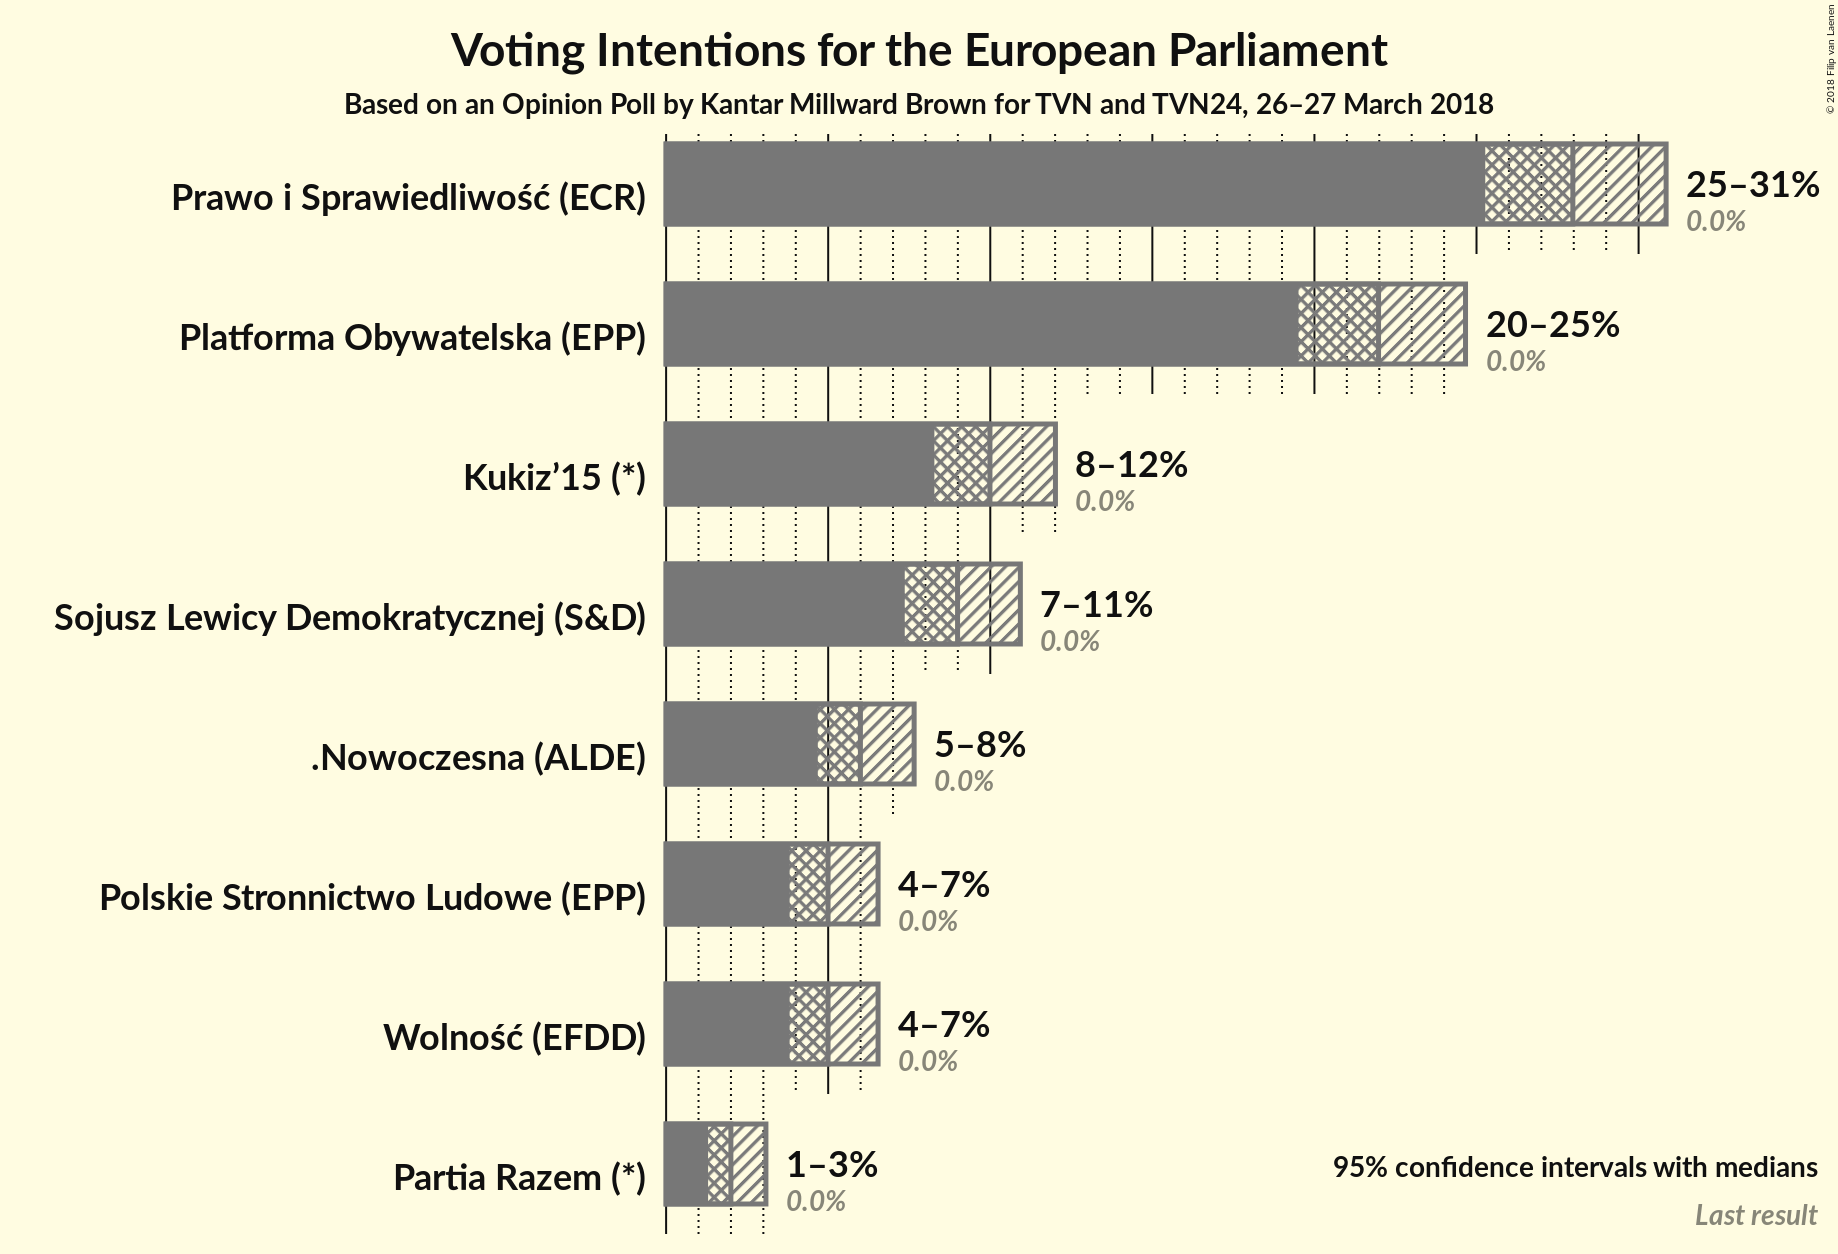 Voting Intentions for the European Parliament
Based on an Opinion Poll by Kantar Millward Brown for TVN and TVN24, 26–27 March 2018
© 2018 Filip van Laenen
Prawo i Sprawiedliwość (ECR)
25–31%
0.0%
Platforma Obywatelska (EPP)
20–25%
0.0%
Kukiz’15 (*)
8–12%
0.0%
Sojusz Lewicy Demokratycznej (S&D)
7–11%
0.0%
.Nowoczesna (ALDE)
5–8%
0.0%
Polskie Stronnictwo Ludowe (EPP)
4–7%
0.0%
Wolność (EFDD)
4–7%
0.0%
Partia Razem (*)
1–3%
0.0%
95% confidence intervals with medians
Last result